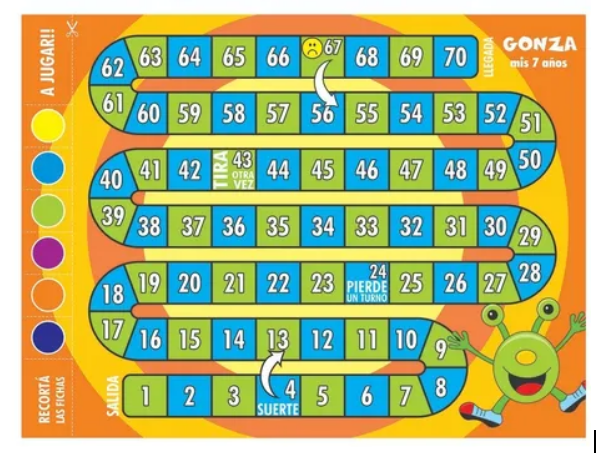 A JUGAR!!
RECORTÁ
LAS FICHAS
GONZA
mis 7 años
62 63 64 65 66 67 68 69 70 LLEGADA
61 60 59 58 57 56 55 54 53 52 51
40 41 42 TIRA 43 44 45 46 47 48 49 50
OTRA
VEZ
39 38 37 36 35 34 33 32 31 30 29
18 19 20 21 22 23 24 25 26 27 28
PIERDE
UN TURNO
17 16 15 14 13 12 11 10 9
SALIDA 1 2 3 4 5 6 7 8
SUERTE